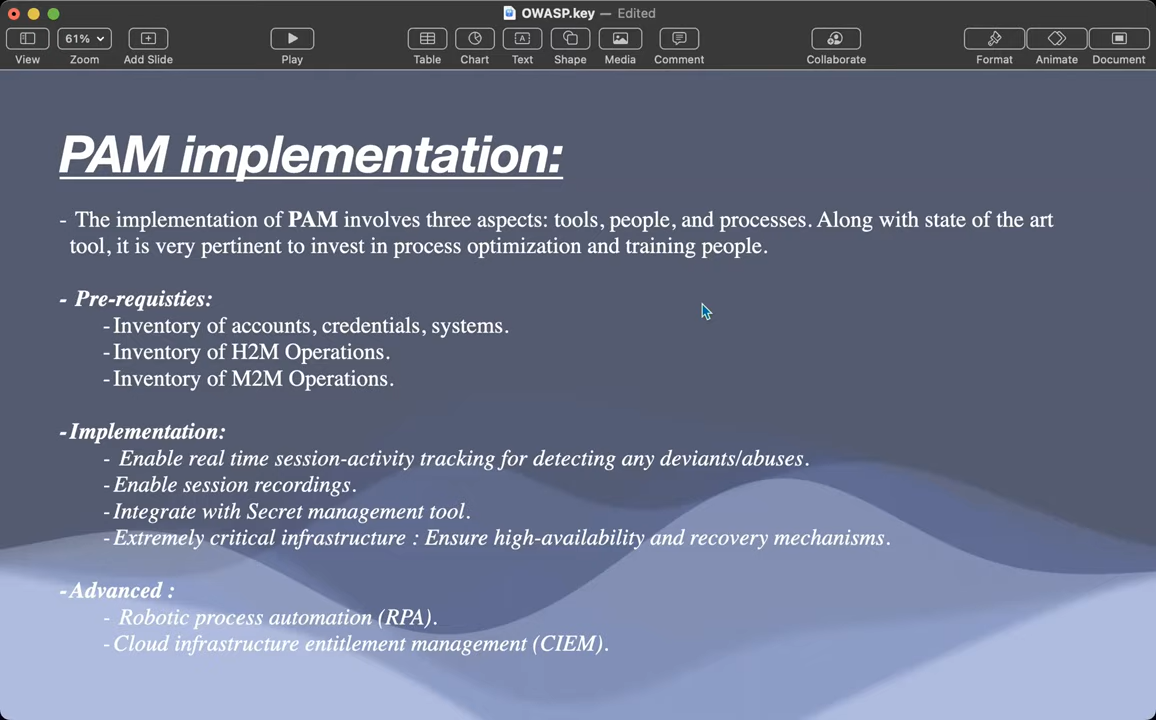 OWASP.key — Edited
View
61%
Zoom
Add Slide
Play
Table
Chart
Text
Shape
Media
Comment
Collaborate
Format
Animate
Document
PAM implementation:
- The implementation of PAM involves three aspects: tools, people, and processes. Along with state of the art
tool, it is very pertinent to invest in process optimization and training people.
- Pre-requisties:
-Inventory of accounts, credentials, systems.
-Inventory of H2M Operations.
-Inventory of M2M Operations.
-Implementation:
- Enable real time session-activity tracking for detecting any deviants/abuses.
-Enable session recordings.
-Integrate with Secret management tool.
-Extremely critical infrastructure : Ensure high-availability and recovery mechanisms.
-Advanced :
- Robotic process automation (RPA).
-Cloud infrastructure entitlement management (CIEM).